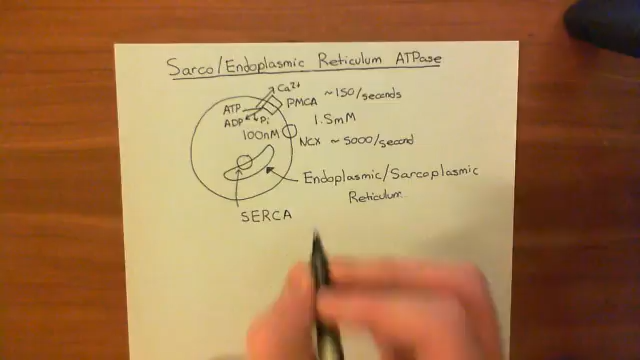 Sarco/Endoplasmic Reticulum ATPase
Ca2+
ATP
PMCA ~150/seconds
ADP
Pi
1.5mM
100nM
NCX ~5000/second
Endoplasmic/Sarcoplasmic
Reticulum
SERCA